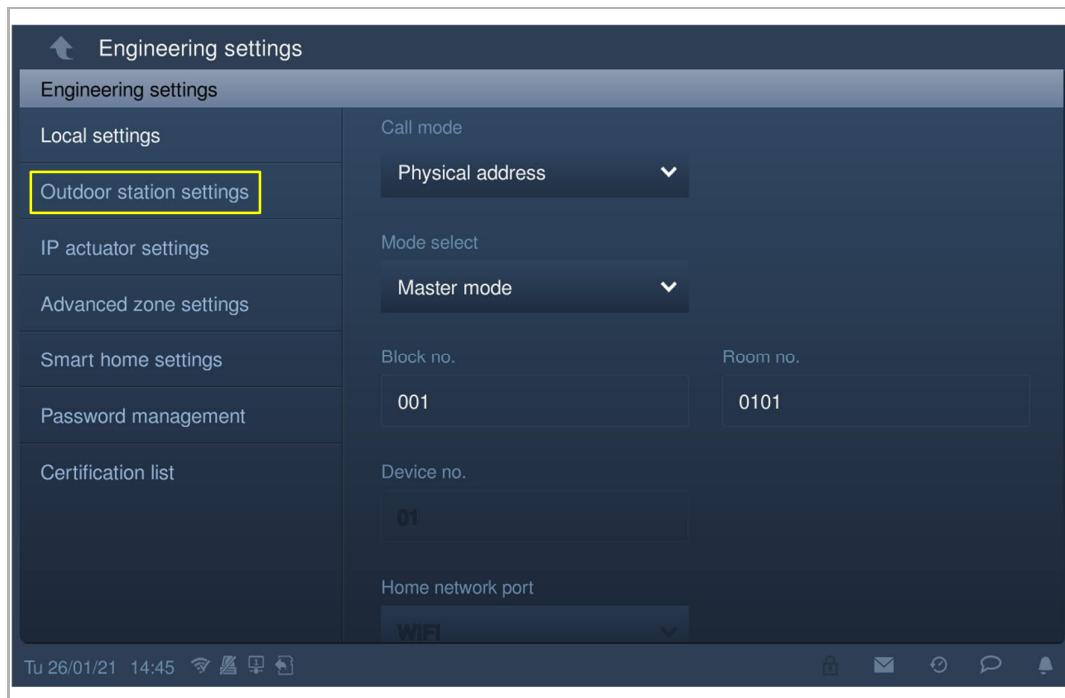 Engineering settings
Engineering settings
Local settings
Outdoor station settings
IP actuator settings
Advanced zone settings
Smart home settings
Password management
Certification list
Call mode
Physical address
Mode select
Master mode
Block no. Room no.
001 0101
Device no.
01
Home network port
WIFI
Tu 26/01/21 14:45